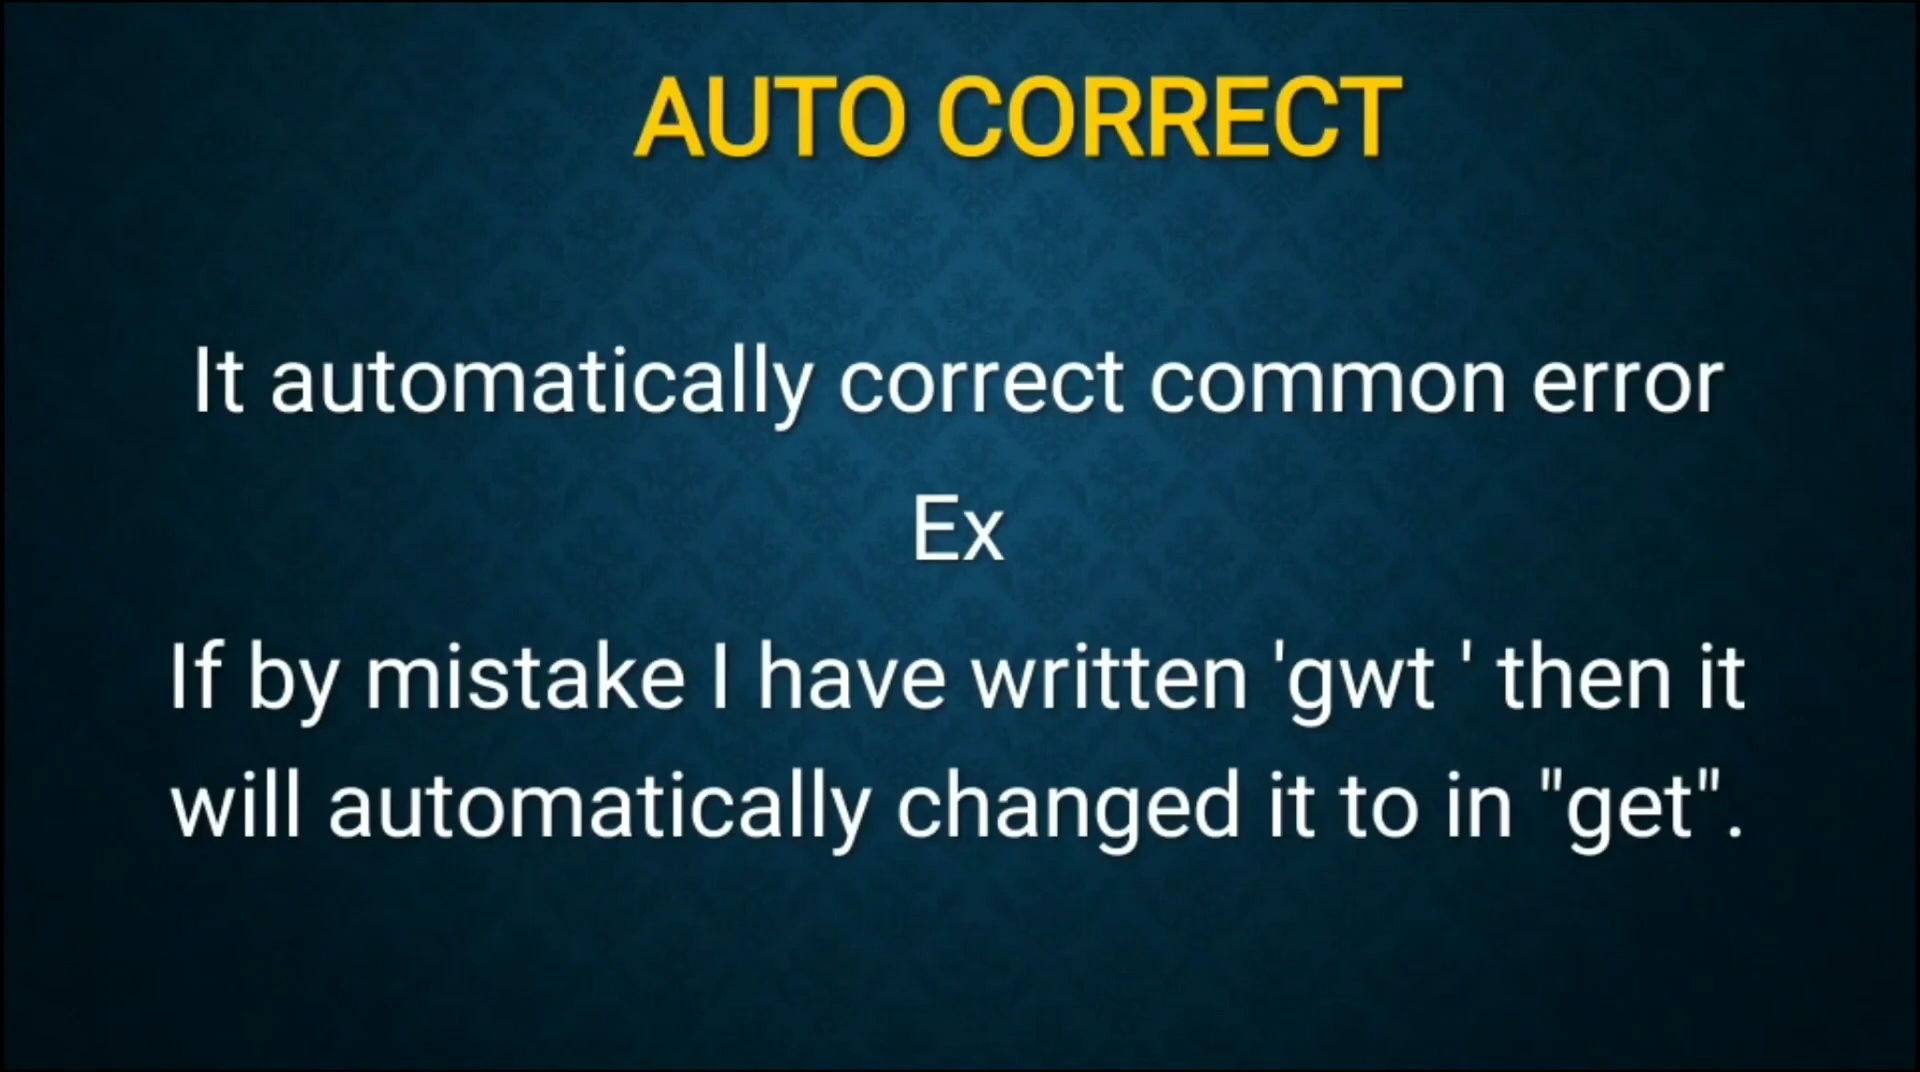 AUTO CORRECT
It automatically correct common error
Ex
If by mistake I have written 'gwt ' then it
will automatically changed it to in "get".